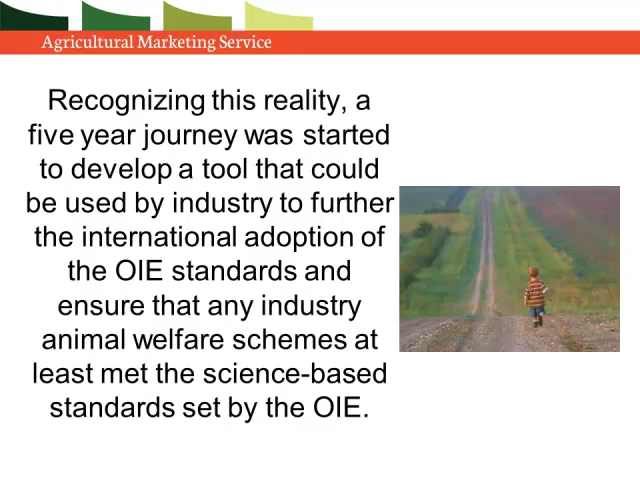 Agricultural Marketing Service
Recognizing this reality, a
five year journey was started
to develop a tool that could
be used by industry to further
the international adoption of
the OIE standards and
ensure that any industry
animal welfare schemes at
least met the science-based
standards set by the OIE.